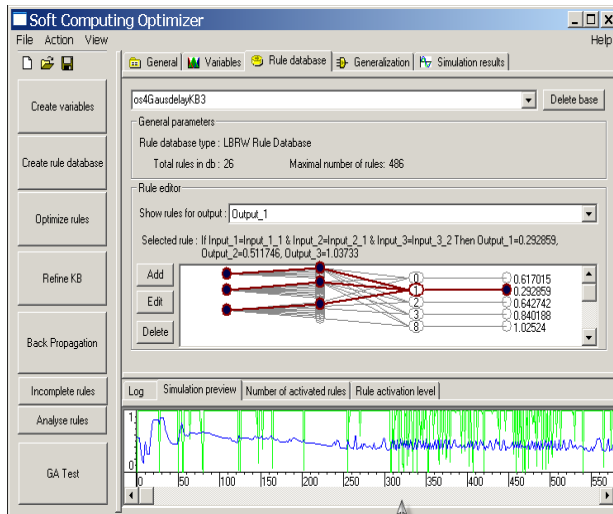 Soft Computing Optimizer
File Action View Help
General Variables Rule database Generalization Simulation results
Create variables
Create rule database
Optimize rules
Refine KB
Back Propagation
Incomplete rules
Analyse rules
GA Test
os4GausdelayKB3
Delete base
General parameters
Rule database type : LBRW Rule Database
Total rules in db : 26 Maximal number of rules: 486
Rule editor
Show rules for output : Output_1
Selected rule : If Input_1=Input_1_1 & Input_2=Input_2_1 & Input_3=Input_3_2 Then Output_1=0.292859,
Output_2=0.511746, Output_3=1.03733
Add
Edit
Delete
0 0.617015
1 0.292859
2 0.642742
3 0.840188
8 1.02524
Log Simulation preview Number of activated rules Rule activation level
1
0
0 50 100 150 200 250 300 350 400 450 500 550